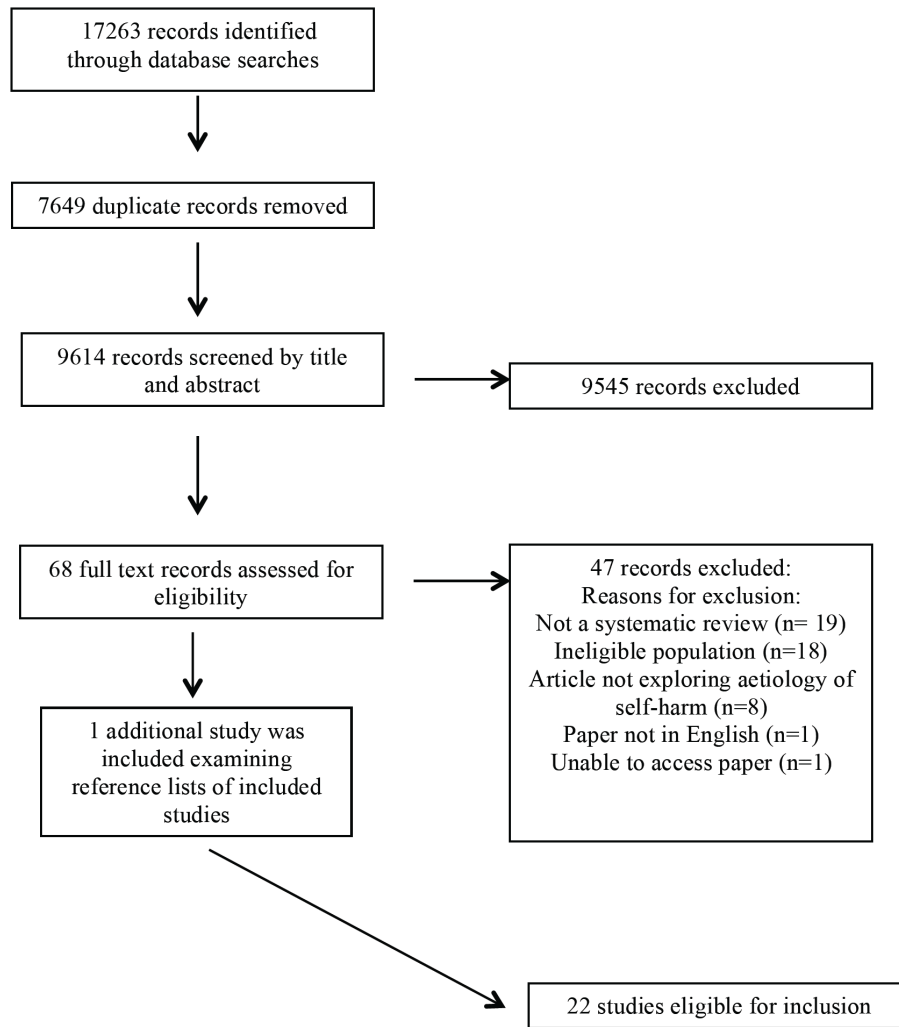 17263 records identified
through database searches
7649 duplicate records removed
9614 records screened by title
and abstract
9545 records excluded
68 full text records assessed for
eligibility
47 records excluded:
Reasons for exclusion:
Not a systematic review (n= 19)
Ineligible population (n=18)
Article not exploring aetiology of
self-harm (n=8)
Paper not in English (n=1)
Unable to access paper (n=1)
1 additional study was
included examining
reference lists of included
studies
22 studies eligible for inclusion